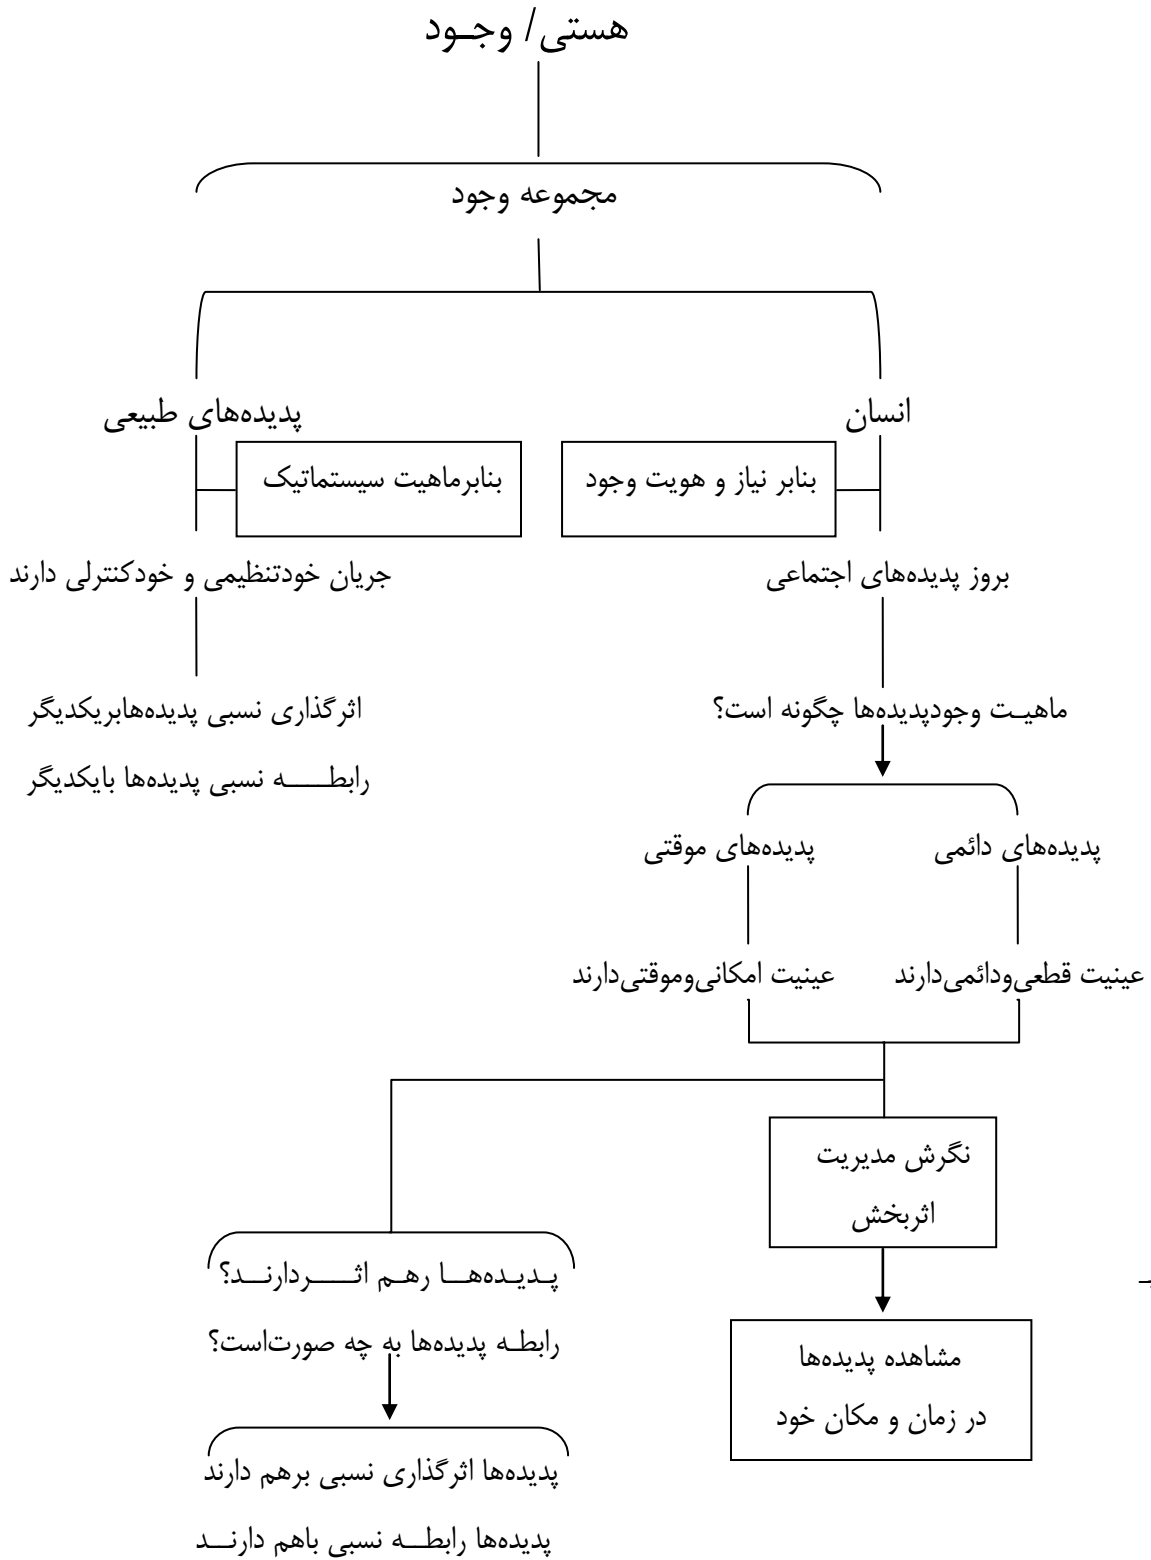 هستی/ وجـود
مجموعه وجود
انسان
پدیده‌های طبیعی
بنابر نیاز و هویت وجود
بنابرماهیت سیستماتیک
بروز پدیده‌های اجتماعی
جریان خودتنظیمی و خودکنترلی دارند
ماهیـت وجودپدیده‌ها چگونه است؟
اثرگذاری نسبی پدیده‌هابریکدیگر
رابطـــــه نسبی پدیده‌ها بایکدیگر
پدیده‌های دائمی
پدیده‌های موقتی
عینیت قطعی‌ودائمی‌دارند
عینیت امکانی‌وموقتی‌دارند
نگرش مدیریت
اثربخش
مشاهده پدیده‌ها
در زمان و مکان خود
پـدیـده‌هــا رهـم اثــــردارنــد؟
رابطـه پدیده‌ها به چه صورت‌است؟
پدیده‌ها اثرگذاری نسبی برهم دارند
پدیده‌ها رابطــه نسبی باهم دارنــد